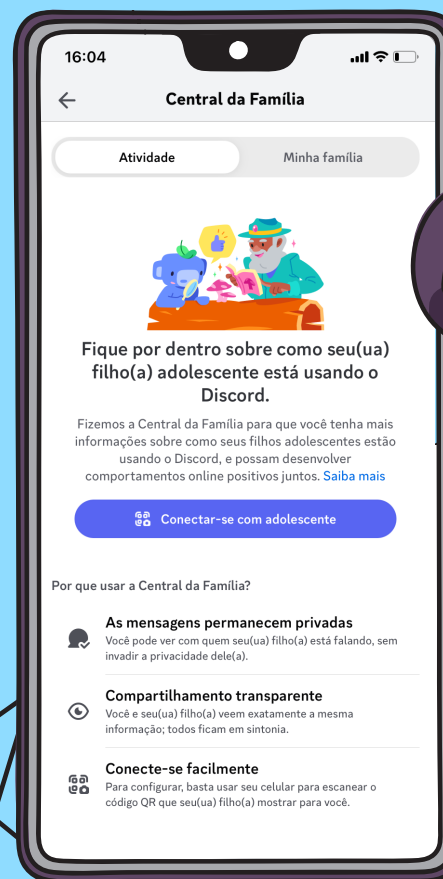 16:04
Central da Família
Atividade
Minha família
Fique por dentro sobre como seu(ua)
filho(a) adolescente está usando o
Discord.
Fizemos a Central da Família para que você tenha mais
informações sobre como seus filhos adolescentes estão
usando o Discord, e possam desenvolver
comportamentos online positivos juntos. Saiba mais
Conectar-se com adolescente
Por que usar a Central da Família?
As mensagens permanecem privadas
Você pode ver com quem seu(ua) filho(a) está falando, sem
invadir a privacidade dele(a).
Compartilhamento transparente
Você e seu(ua) filho(a) veem exatamente a mesma
informação; todos ficam em sintonia.
Conecte-se facilmente
Para configurar, basta usar seu celular para escanear o
código QR que seu(ua) filho(a) mostrar para você.